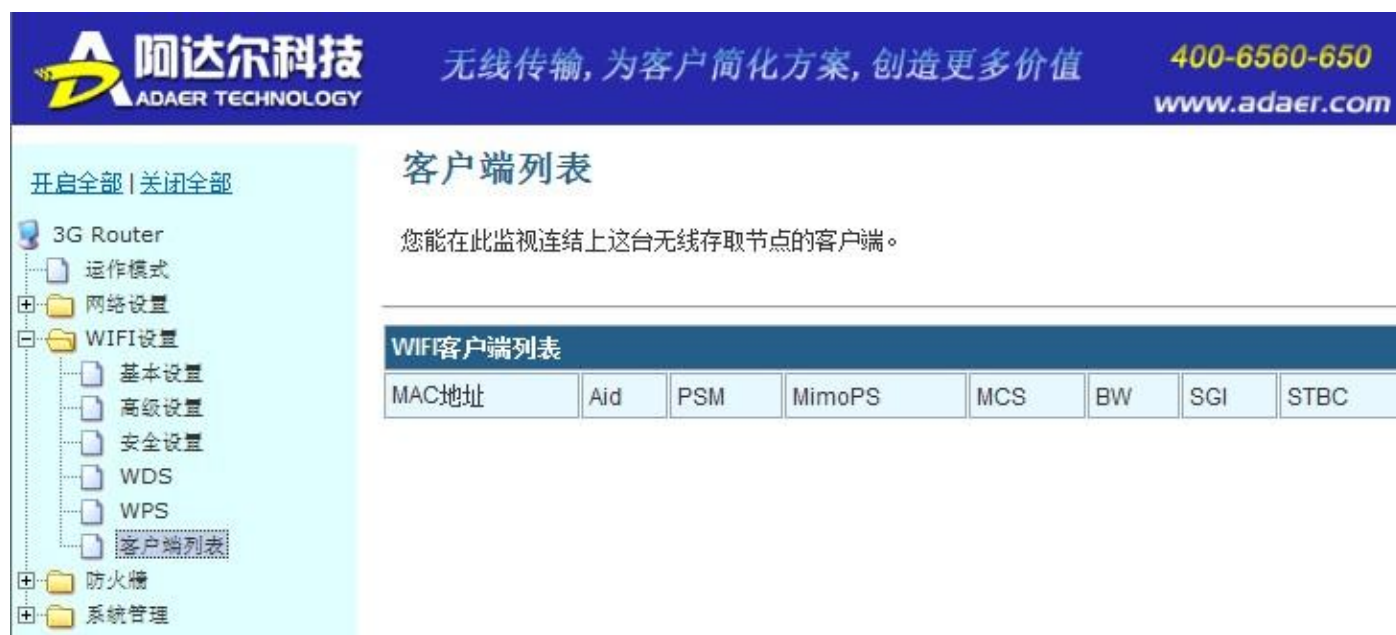 阿达尔科技
ADAER TECHNOLOGY
无线传输,为客户简化方案,创造更多价值
400-6560-650
www.adaer.com
开启全部 | 关闭全部
3G Router
运作模式
网络设置
WIFI设置
基本设置
高级设置
安全设置
WDS
WPS
客户端列表
防火墙
系统管理
客户端列表
您能在此监视连结上这台无线存取节点的客户端。
WIFI客户端列表
MAC地址 Aid PSM MimoPS MCS BW SGI STBC